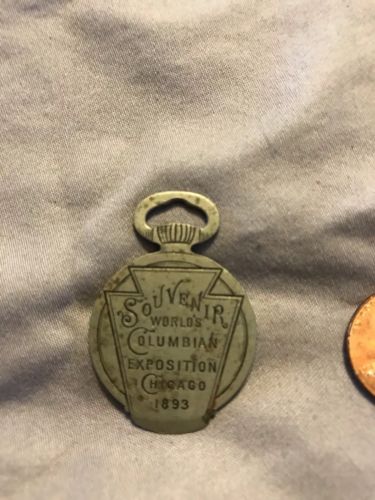 SOUVENIR
WORLD'S
COLUMBIAN
EXPOSITION
CHICAGO
1893